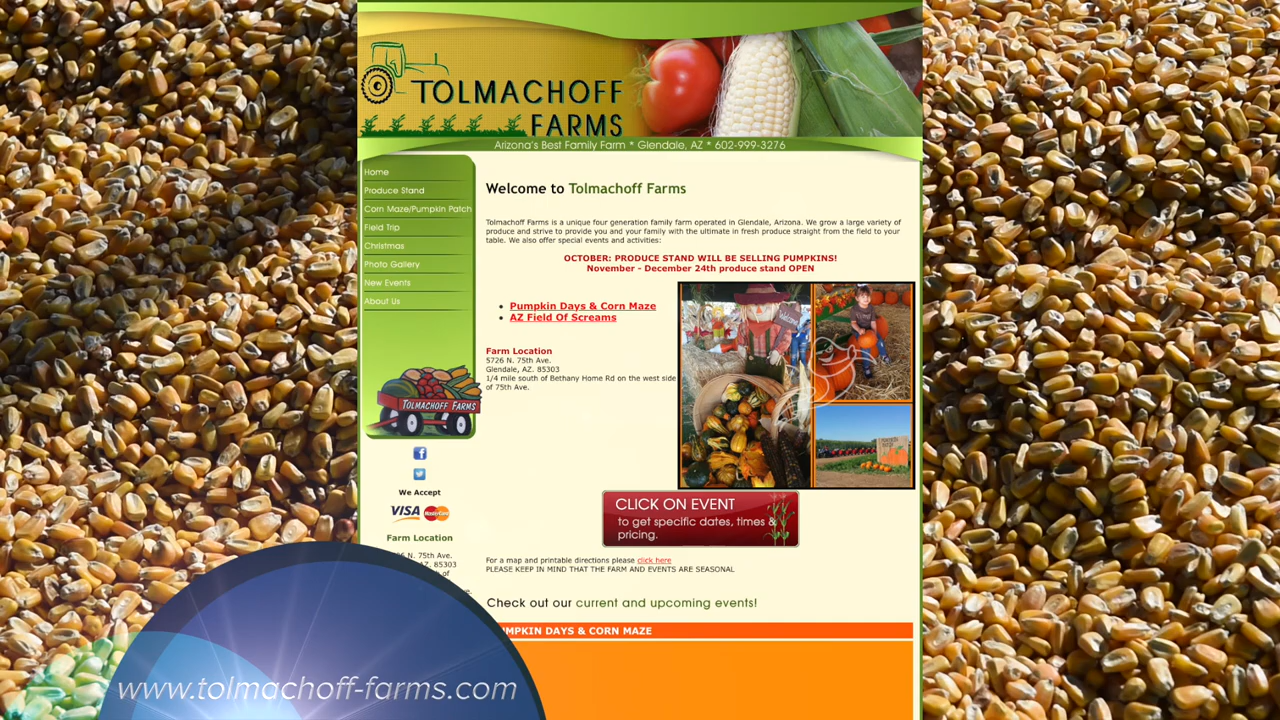 TOLMACHOFF
FARMS
Arizona's Best Family Farm * Glendale, AZ * 602-999-3276
Home
Produce Stand
Corn Maze/Pumpkin Patch
Field Trip
Christmas
Photo Gallery
New Events
About Us
TOLMACHOFF FARMS
We Accept
VISA MasterCard
Farm Location
N. 75th Ave.
AZ. 85303
of
Welcome to Tolmachoff Farms
Tolmachoff Farms is a unique four generation family farm operated in Glendale, Arizona. We grow a large variety of
produce and strive to provide you and your family with the ultimate in fresh produce straight from the field to your
table. We also offer special events and activities:
OCTOBER: PRODUCE STAND WILL BE SELLING PUMPKINS!
November - December 24th produce stand OPEN
Pumpkin Days & Corn Maze
AZ Field Of Screams
Farm Location
5726 N. 75th Ave.
Glendale, AZ. 85303
1/4 mile south of Bethany Home Rd on the west side
of 75th Ave.
CLICK ON EVENT
to get specific dates, times &
pricing.
For a map and printable directions please click here
PLEASE KEEP IN MIND THAT THE FARM AND EVENTS ARE SEASONAL
Check out our current and upcoming events!
PUMPKIN DAYS & CORN MAZE
www.tolmachoff-farms.com